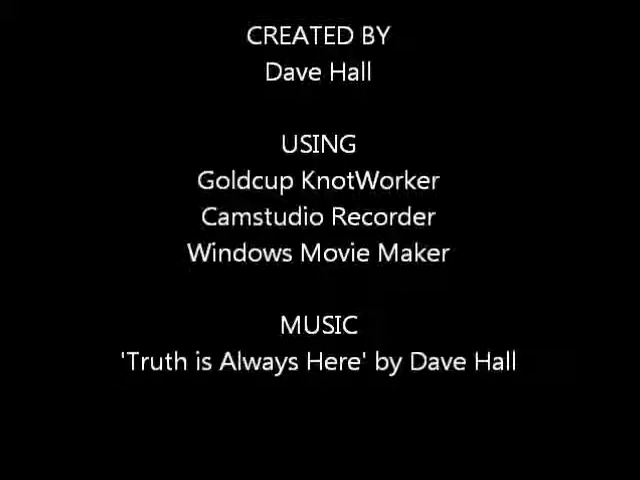 CREATED BY
Dave Hall
USING
Goldcup KnotWorker
Camstudio Recorder
Windows Movie Maker
MUSIC
'Truth is Always Here' by Dave Hall